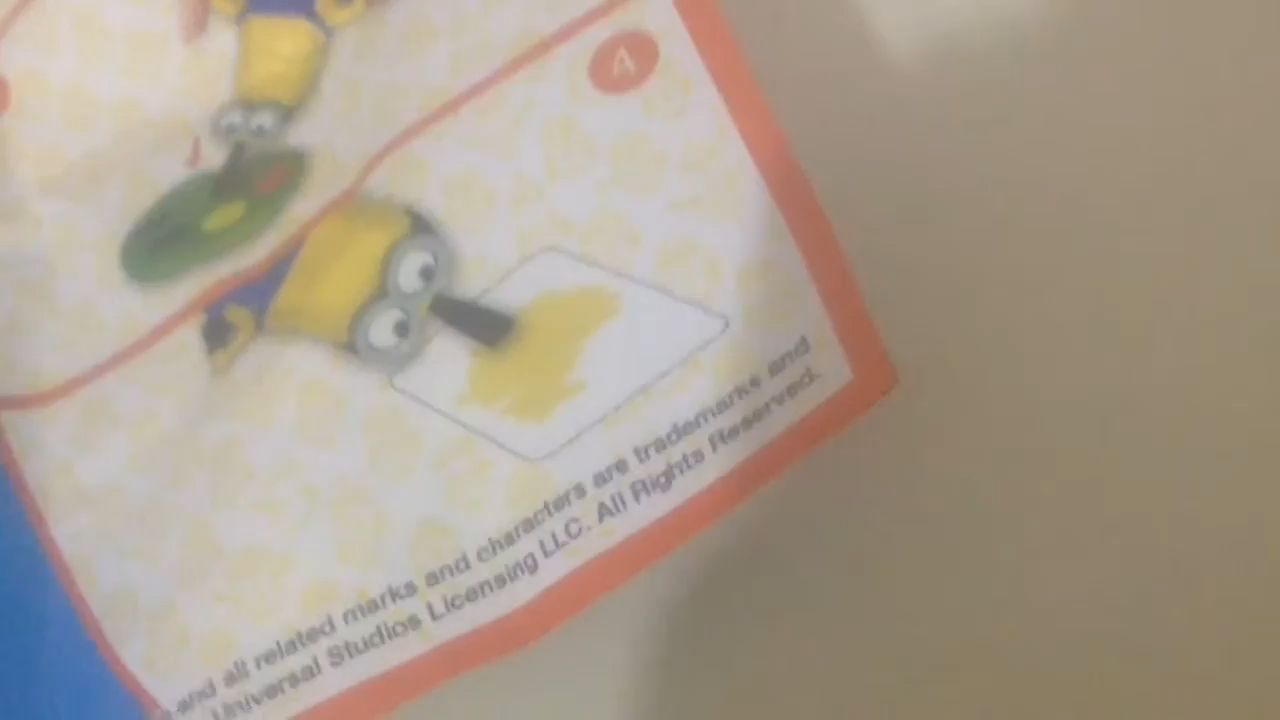 A
and all related marks and characters are trademarks and
Universal Studios Licensing LLC. All Rights Reserved.